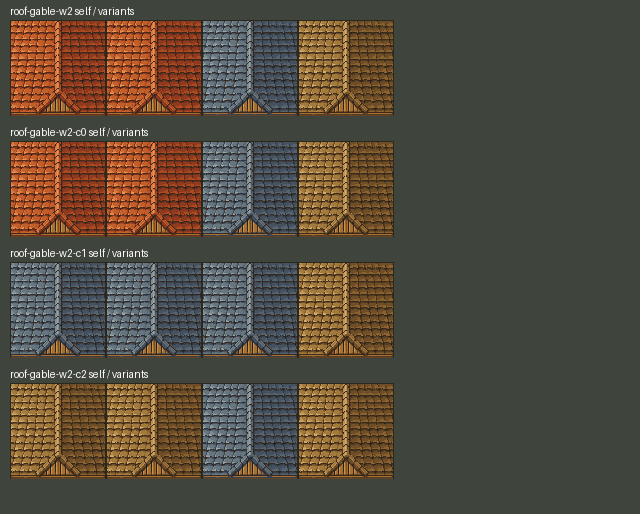 roof-gable-w2 self / variants
roof-gable-w2-c0 self / variants
roof-gable-w2-c1 self / variants
roof-gable-w2-c2 self / variants